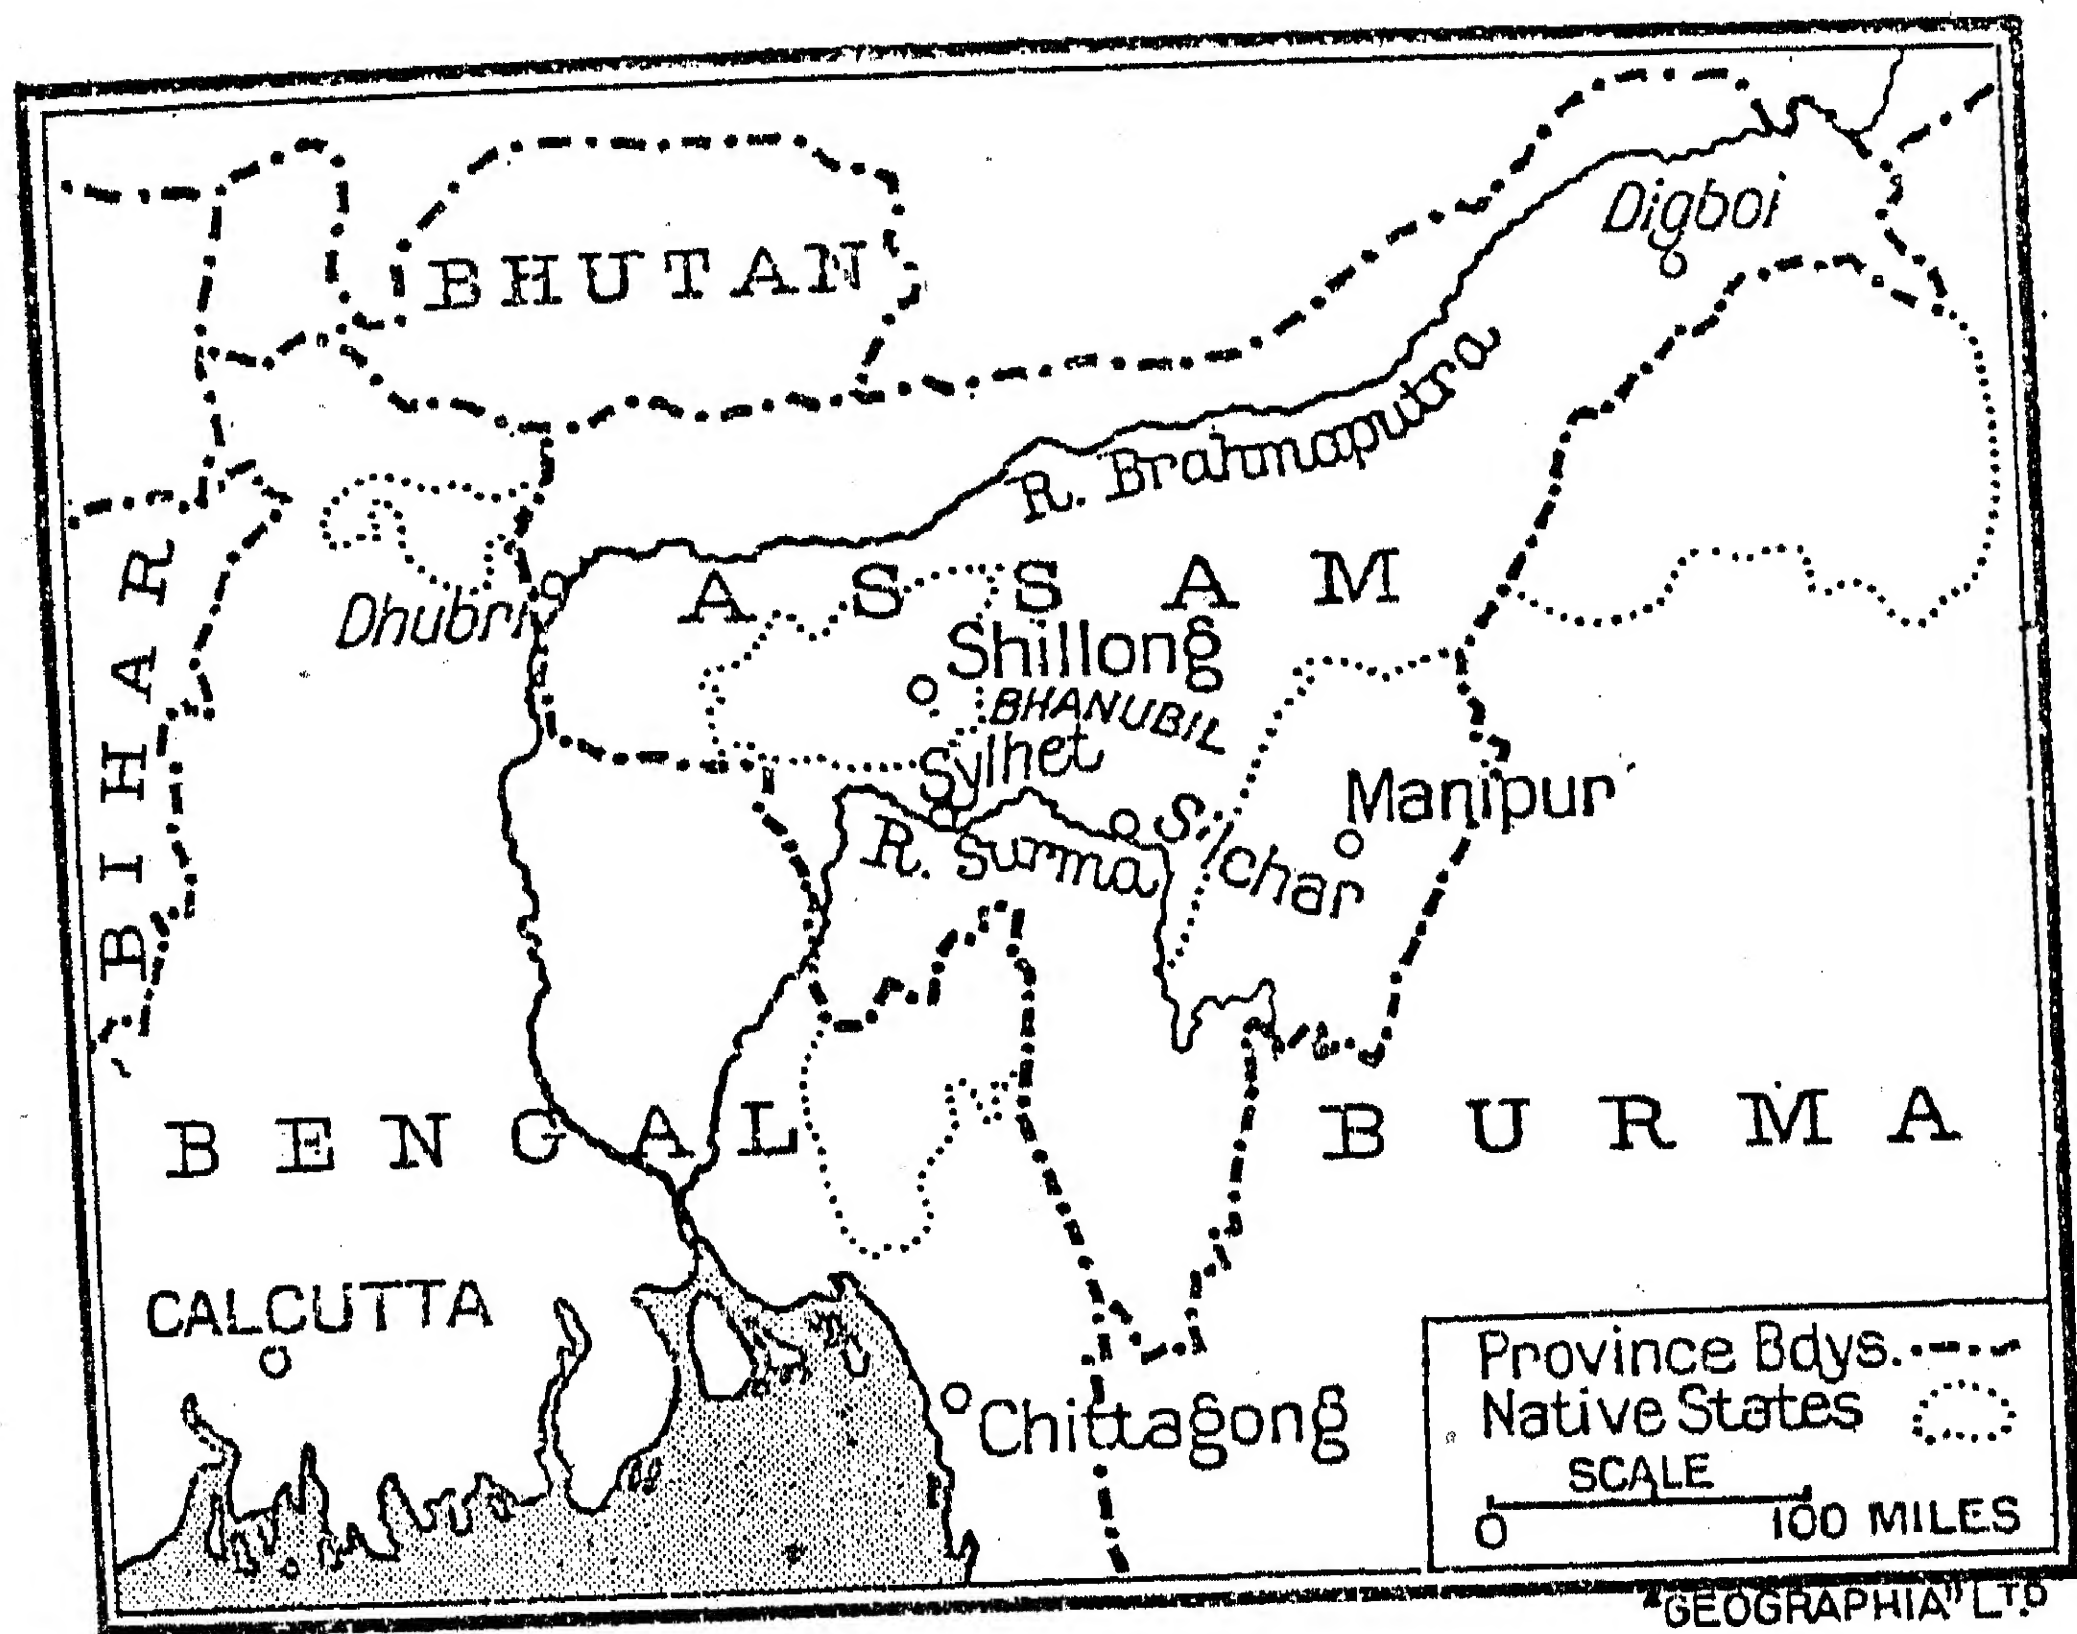 BHUTAN
Digboi
R. Brahmaputra
BIHAR
Dhubri
ASSAM
Shillong
BHANUBIL
Sylhet
Manipur
R. Surma
Silchar
BENGAL
BURMA
CALCUTTA
Chittagong
Province Bdys.
Native States
SCALE
0 100 MILES
"GEOGRAPHIA" LTD